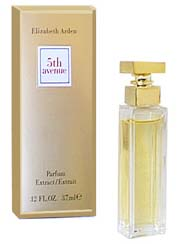 Elizabeth Arden
5th
avenue
Parfum
Extract/Extrait
.12 FL.OZ. 3.7ml ℮